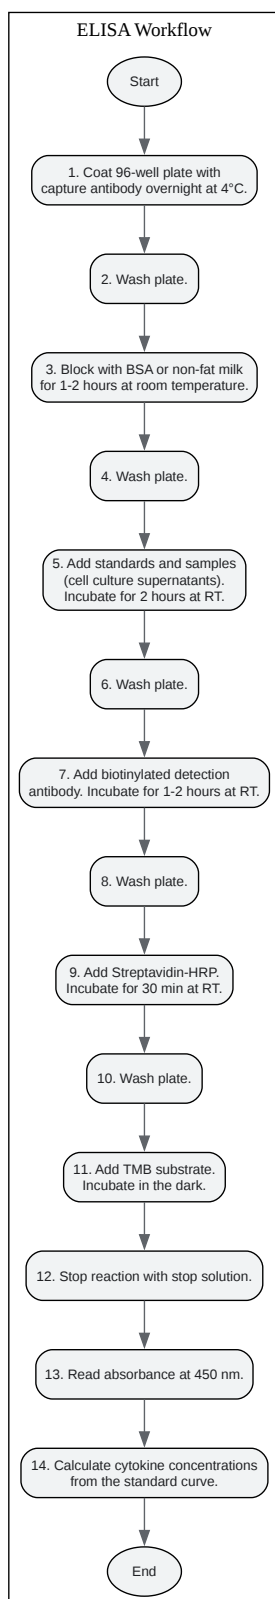 ELISA Workflow
Start
1. Coat 96-well plate with
capture antibody overnight at 4°C.
2. Wash plate.
3. Block with BSA or non-fat milk
for 1-2 hours at room temperature.
4. Wash plate.
5. Add standards and samples
(cell culture supernatants).
Incubate for 2 hours at RT.
6. Wash plate.
7. Add biotinylated detection
antibody. Incubate for 1-2 hours at RT.
8. Wash plate.
9. Add Streptavidin-HRP.
Incubate for 30 min at RT.
10. Wash plate.
11. Add TMB substrate.
Incubate in the dark.
12. Stop reaction with stop solution.
13. Read absorbance at 450 nm.
14. Calculate cytokine concentrations
from the standard curve.
End